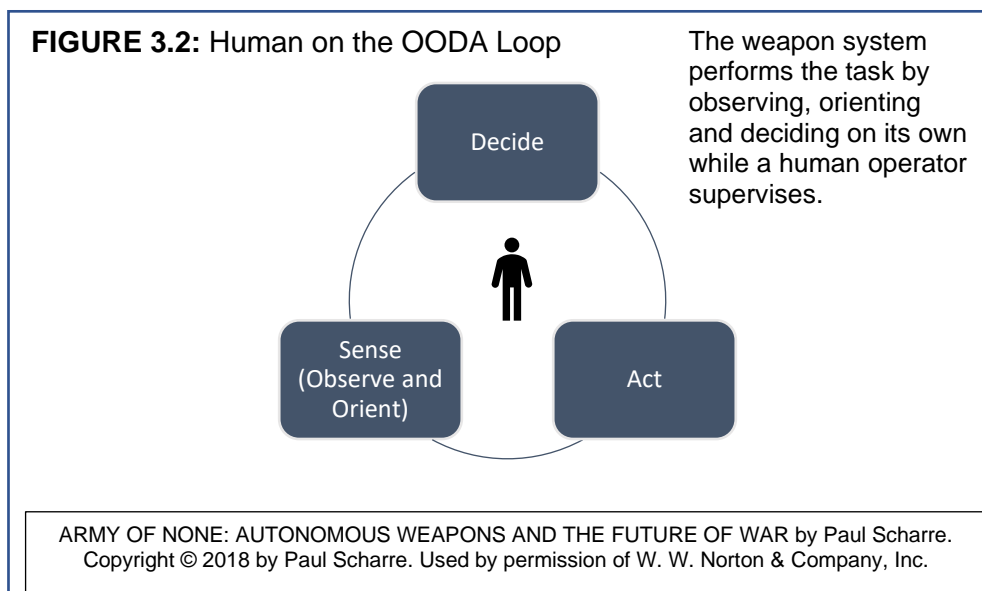 FIGURE 3.2: Human on the OODA Loop
The weapon system
performs the task by
observing, orienting
and deciding on its own
while a human operator
supervises.
Decide
Sense
(Observe and
Orient)
Act
ARMY OF NONE: AUTONOMOUS WEAPONS AND THE FUTURE OF WAR by Paul Scharre.
Copyright © 2018 by Paul Scharre. Used by permission of W. W. Norton & Company, Inc.